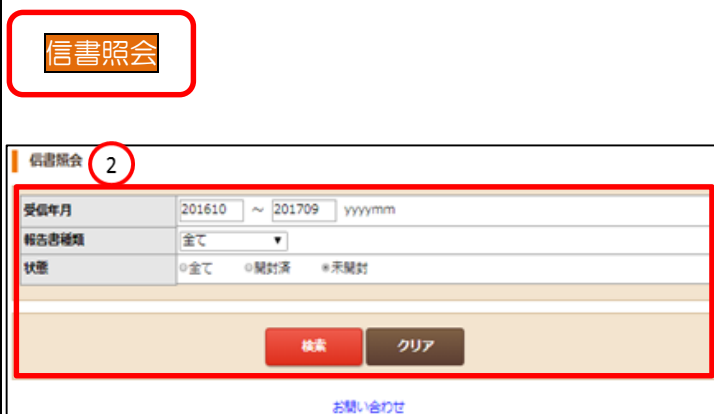 信書照会
信書照会 2
受信年月 201610 ～ 201709 yyyymm
報告書種類 全て ▼
状態 全て 開封済 未開封
検索 クリア
お問い合わせ